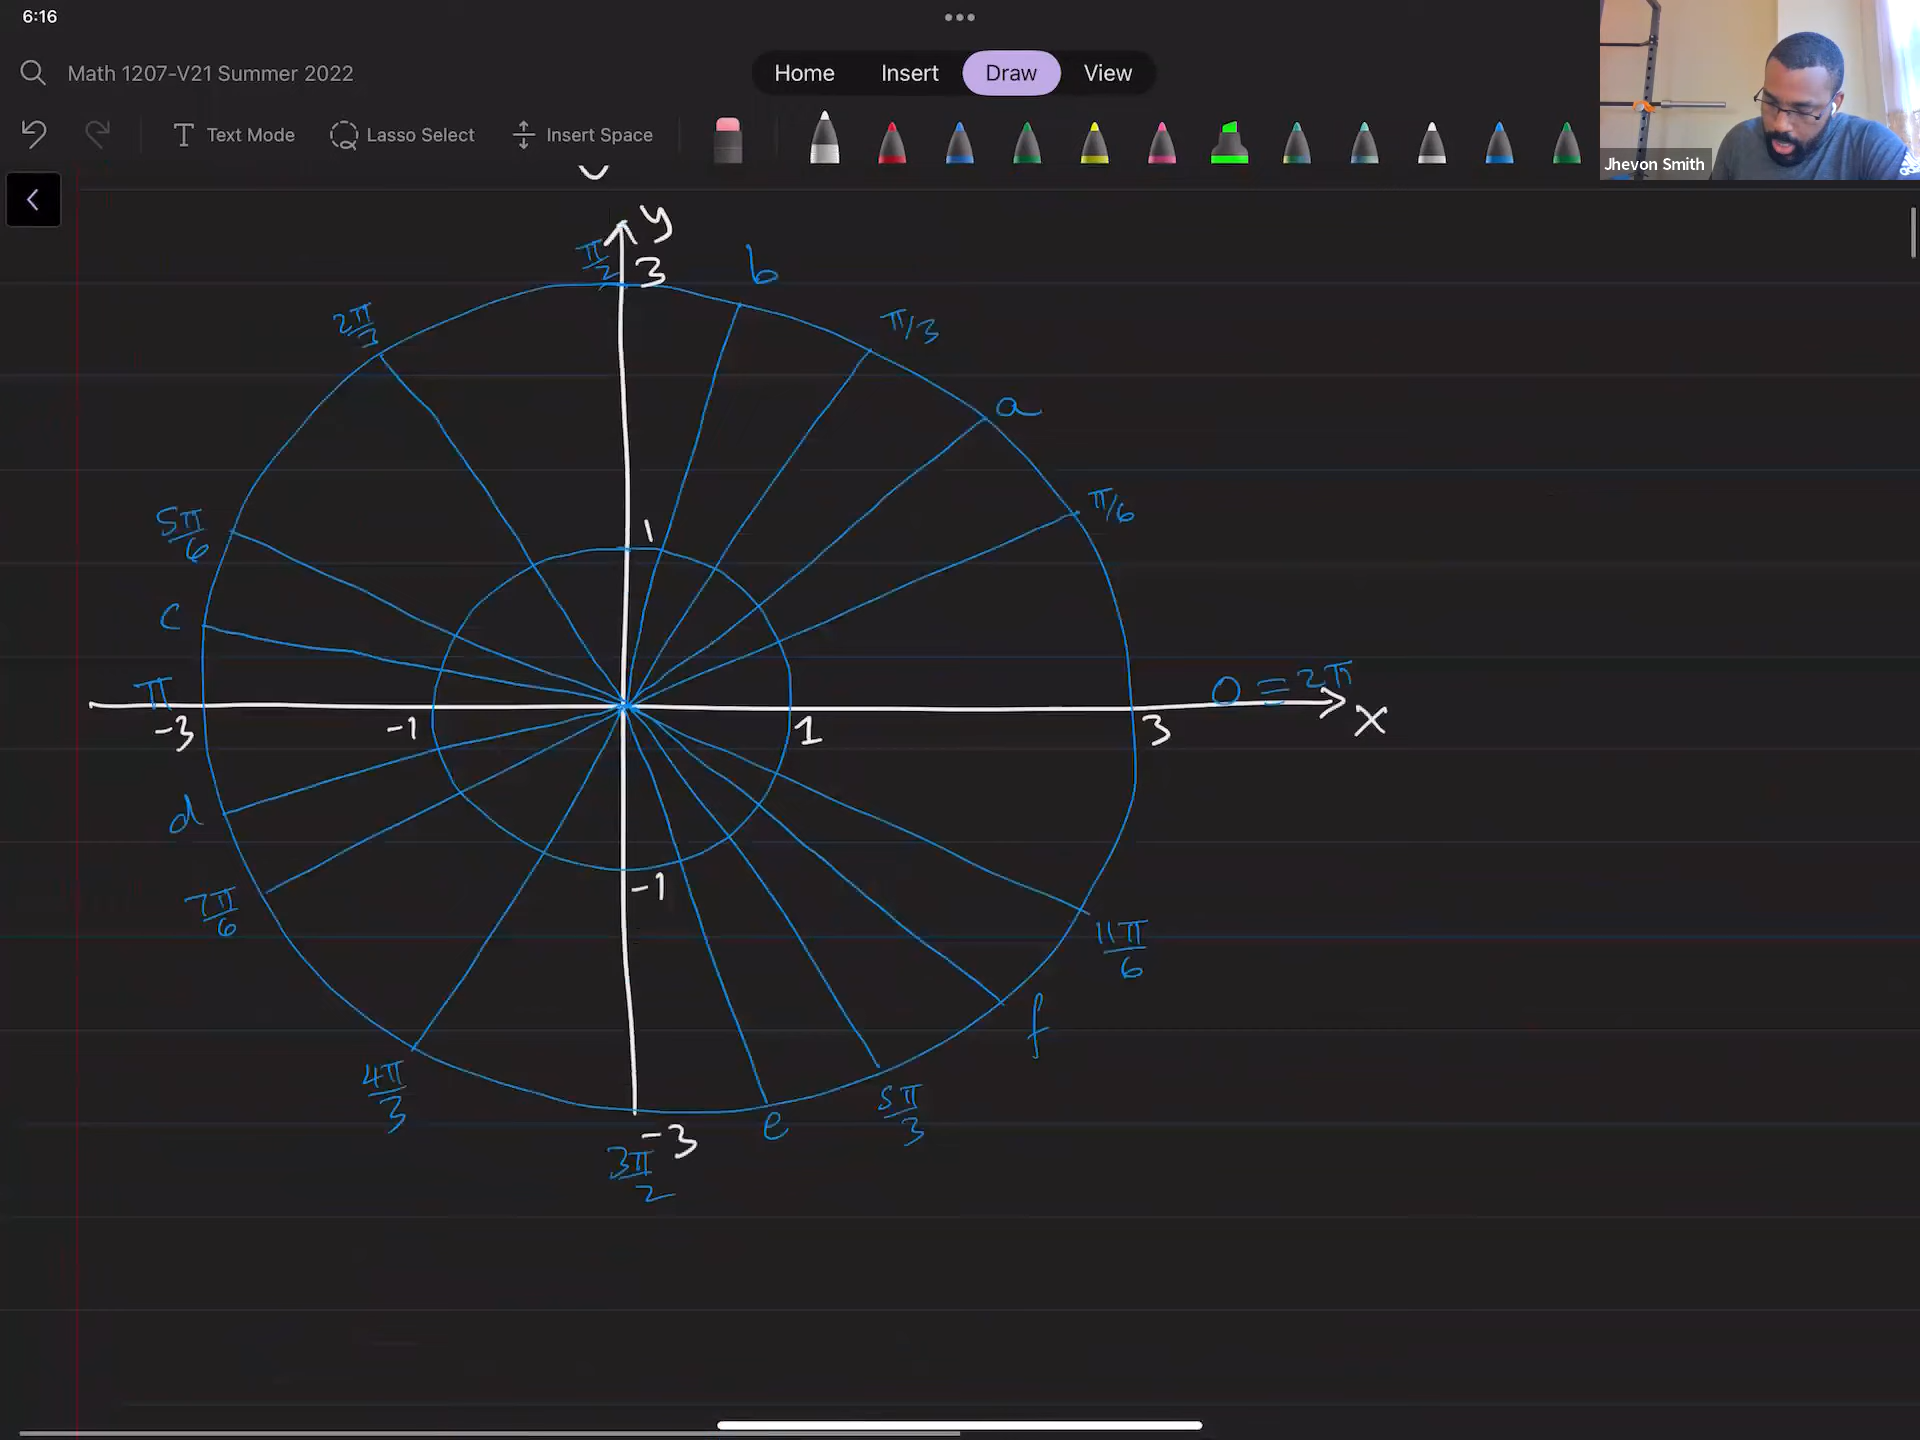 6:16
Math 1207-V21 Summer 2022
Home Insert Draw View
Text Mode Lasso Select Insert Space
Jhevon Smith
y
π/2 3 b
2π/3
π/3
a
5π/6
1
π/6
c
π
0 = 2π
-3 -1 1 3 x
d
-1
7π/6
11π/6
f
4π/3
5π/3
e
-3
3π/2